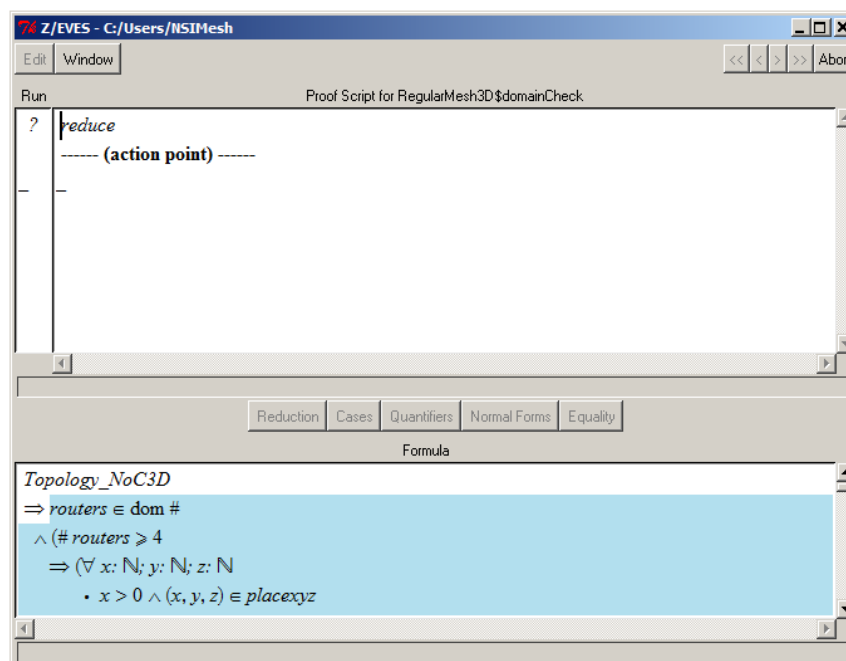 Z/EVES - C:/Users/NSIMesh
Edit Window << < > >> Abor
Run Proof Script for RegularMesh3D$domainCheck
? reduce
------ (action point) ------
Reduction Cases Quantifiers Normal Forms Equality
Formula
Topology_NoC3D
⇒ routers ∈ dom #
∧ (# routers ⩾ 4
⇒ (∀ x: ℕ; y: ℕ; z: ℕ
• x > 0 ∧ (x, y, z) ∈ placexyz